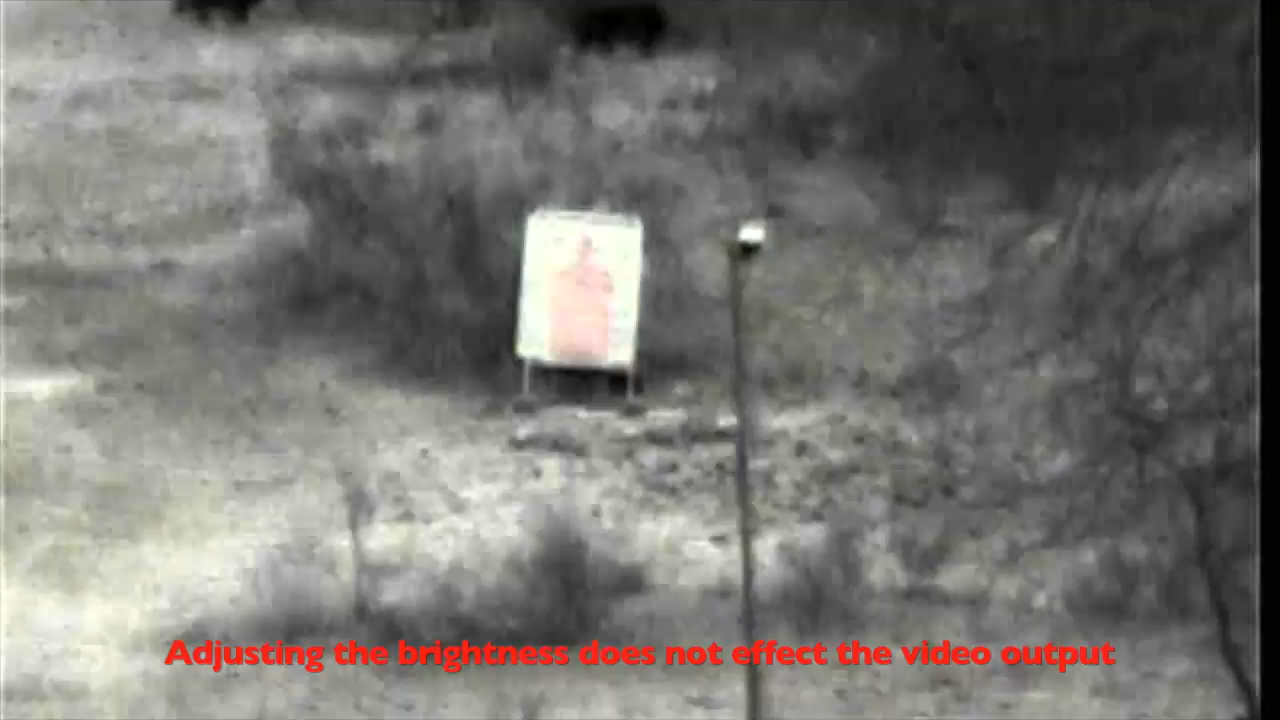 Adjusting the brightness does not effect the video output